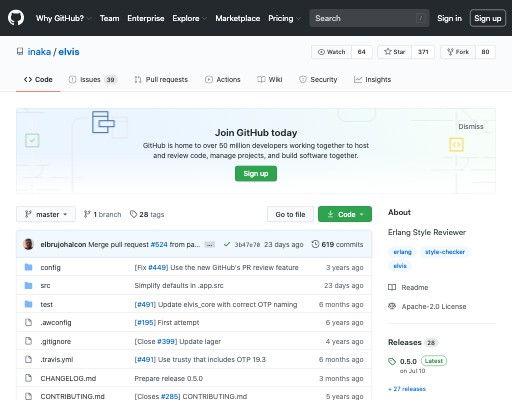 Why GitHub? Team Enterprise Explore Marketplace Pricing Search / Sign in Sign up
inaka / elvis Watch 64 Star 371 Fork 80
Code Issues 39 Pull requests Actions Wiki Security Insights
Dismiss
Join GitHub today
GitHub is home to over 50 million developers working together to host
and review code, manage projects, and build software together.
Sign up
master 1 branch 28 tags Go to file Code
elbrujohalcon Merge pull request #524 from pa... ... 3b47e70 23 days ago 619 commits
config [Fix #449] Use the new GitHub's PR review feature 3 years ago
src Simplify defaults in .app.src 23 days ago
test [#491] Update elvis_core with correct OTP naming 6 months ago
.awconfig [#195] First attempt 6 years ago
.gitignore [Close #399] Update lager 4 years ago
.travis.yml [#491] Use trusty that includes OTP 19.3 6 months ago
CHANGELOG.md Prepare release 0.5.0 3 months ago
CONTRIBUTING.md [Closes #285] CONTRIBUTING.md 5 years ago
About
Erlang Style Reviewer
erlang style-checker
elvis
Readme
Apache-2.0 License
Releases 28
0.5.0 Latest
on Jul 10
+ 27 releases